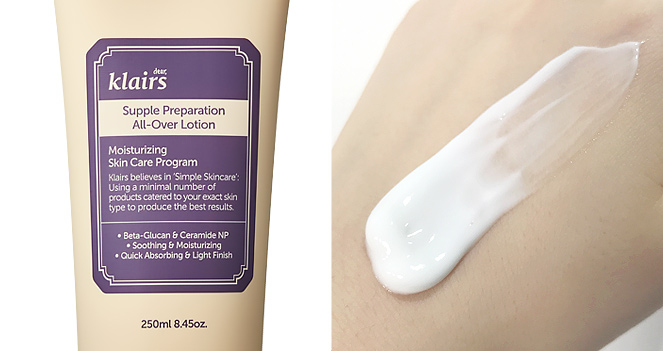 dear,
klairs
Supple Preparation
All-Over Lotion
Moisturizing
Skin Care Program
Klairs believes in 'Simple Skincare':
Using a minimal number of
products catered to your exact skin
type to produce the best results.
• Beta-Glucan & Ceramide NP
• Soothing & Moisturizing
• Quick Absorbing & Light Finish
250ml 8.45oz.